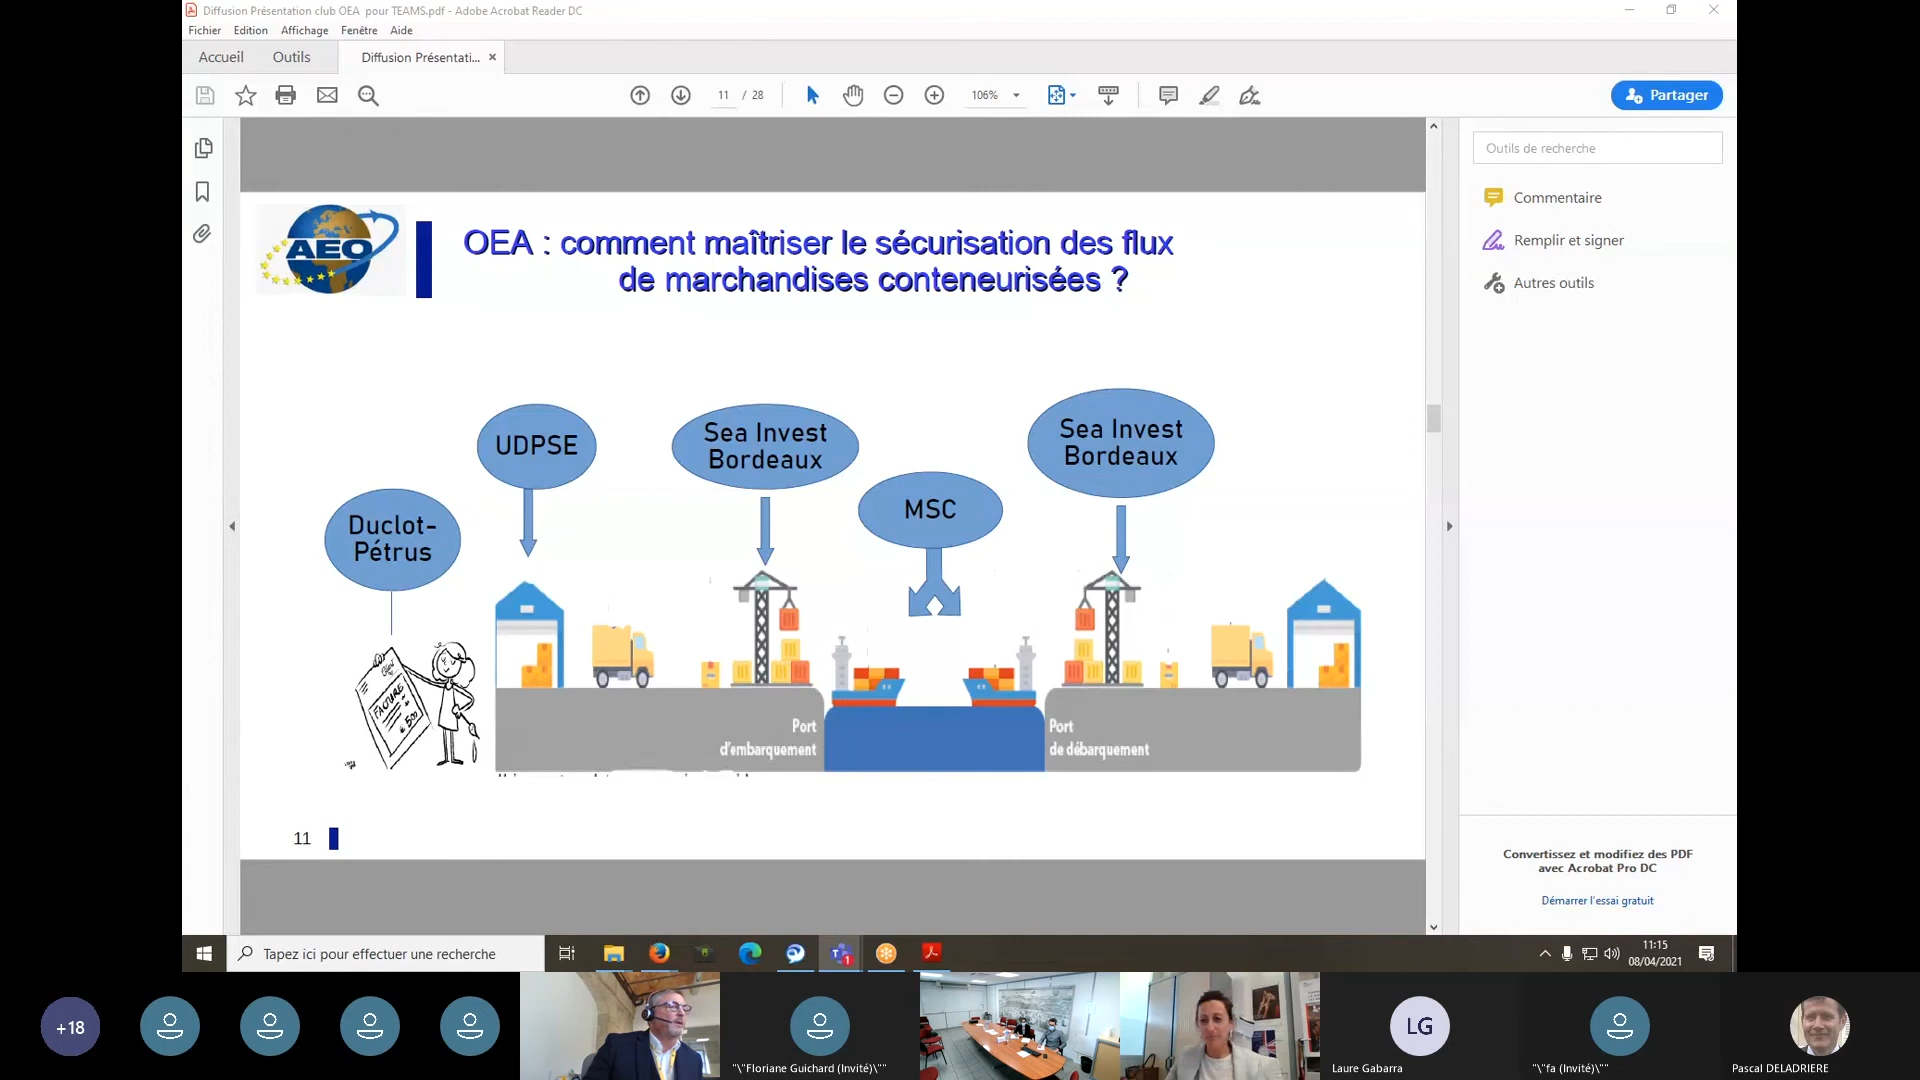 Diffusion Présentation club OEA  pour TEAMS.pdf - Adobe Acrobat Reader DC
Fichier Edition Affichage Fenêtre Aide
Accueil Outils Diffusion Présentati... ×
11 / 28 106% Partager
Outils de recherche
Commentaire
Remplir et signer
Autres outils
AEO
OEA : comment maîtriser le sécurisation des flux
de marchandises conteneurisées ?
UDPSE
Sea Invest
Bordeaux
Sea Invest
Bordeaux
MSC
Duclot-
Pétrus
FACTURE
€ 500
Port
d'embarquement
Port
de débarquement
11
Convertissez et modifiez des PDF
avec Acrobat Pro DC
Démarrer l'essai gratuit
Tapez ici pour effectuer une recherche
11:15
08/04/2021
+18
"\"Floriane Guichard (Invité)\""
LG
Laure Gabarra
"\"fa (Invité)\""
Pascal DELADRIERE